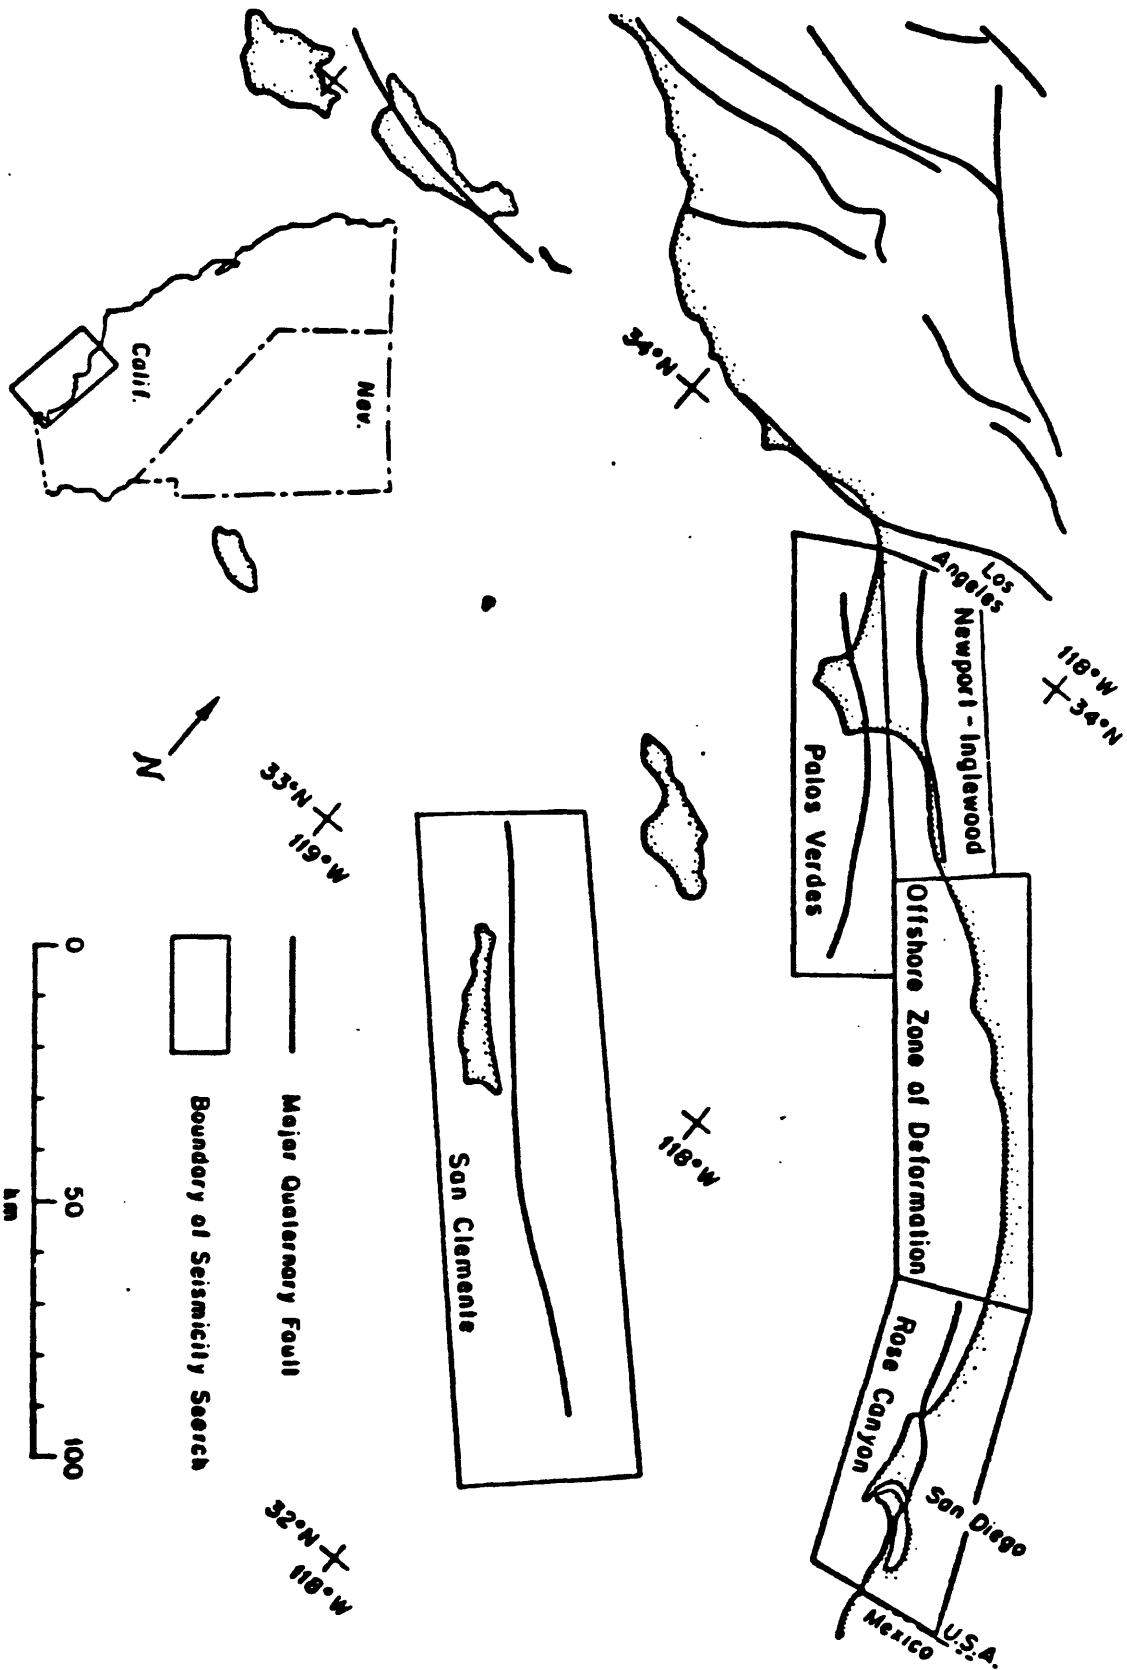 118°W
34°N
Los
Angeles
Newport - Inglewood
34°N
Palos Verdes
Offshore Zone of Deformation
Rose Canyon
San Diego
U.S.A.
Mexico
Nev.
Calif.
N
33°N
119°W
118°W
San Clemente
32°N
118°W
Major Quaternary Fault
Boundary of Seismicity Search
0
50
100
km